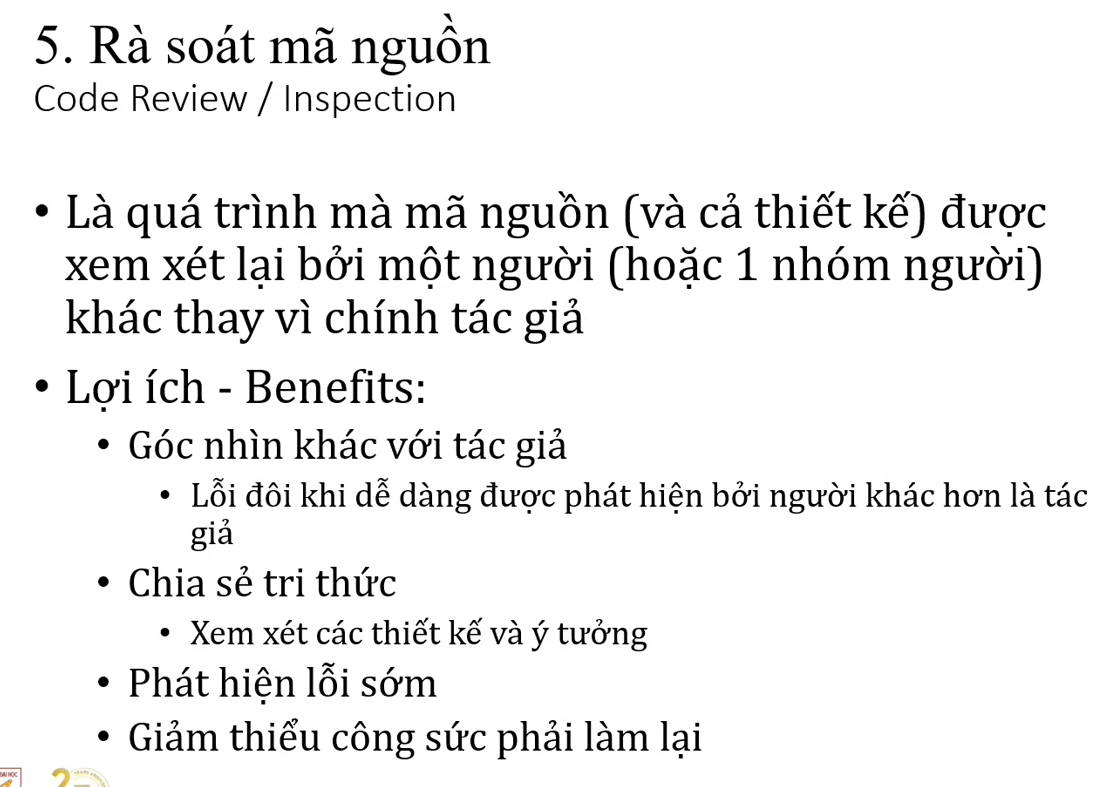 5. Rà soát mã nguồn
Code Review / Inspection
• Là quá trình mà mã nguồn (và cả thiết kế) được
xem xét lại bởi một người (hoặc 1 nhóm người)
khác thay vì chính tác giả
• Lợi ích - Benefits:
• Góc nhìn khác với tác giả
• Lỗi đôi khi dễ dàng được phát hiện bởi người khác hơn là tác
giả
• Chia sẻ tri thức
• Xem xét các thiết kế và ý tưởng
• Phát hiện lỗi sớm
• Giảm thiểu công sức phải làm lại